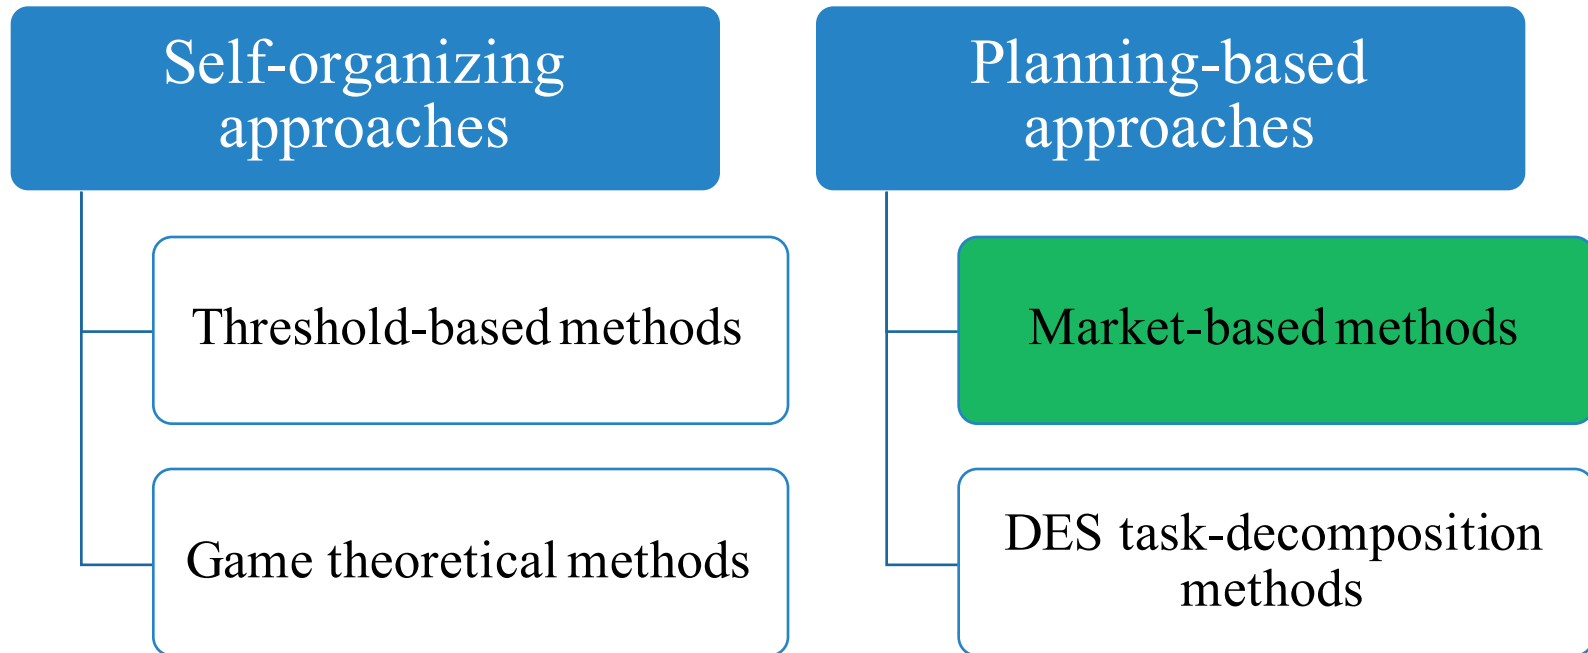 Self-organizing
approaches
Threshold-based methods
Game theoretical methods
Planning-based
approaches
Market-based methods
DES task-decomposition
methods